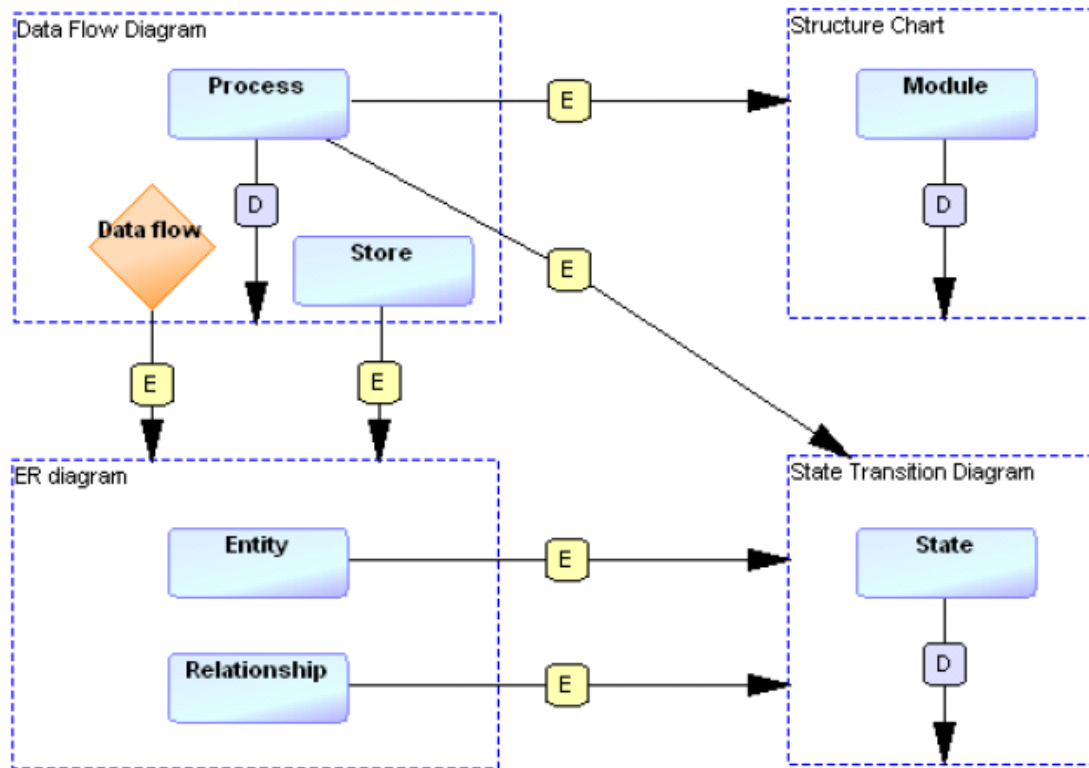 Data Flow Diagram
Structure Chart
Process
E
Module
D
D
Data flow
Store
E
E
E
ER diagram
State Transition Diagram
Entity
E
State
Relationship
E
D